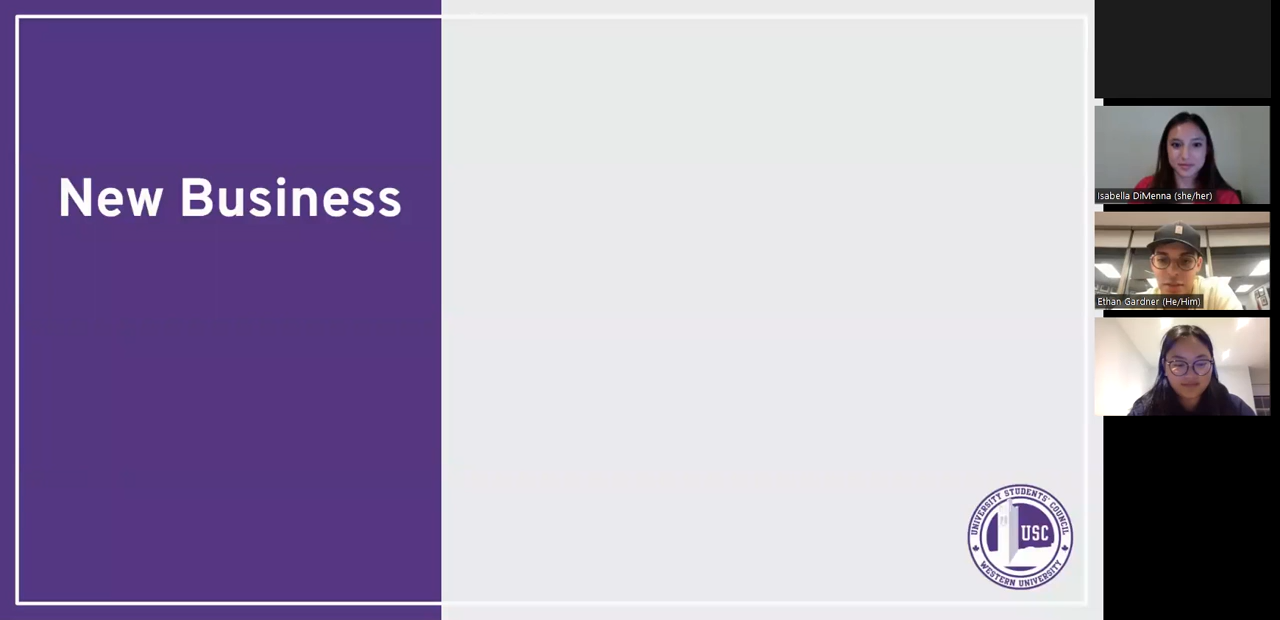 New Business
Isabella DiMenna (she/her)
Ethan Gardner (He/Him)
UNIVERSITY STUDENTS' COUNCIL
USC
WESTERN UNIVERSITY